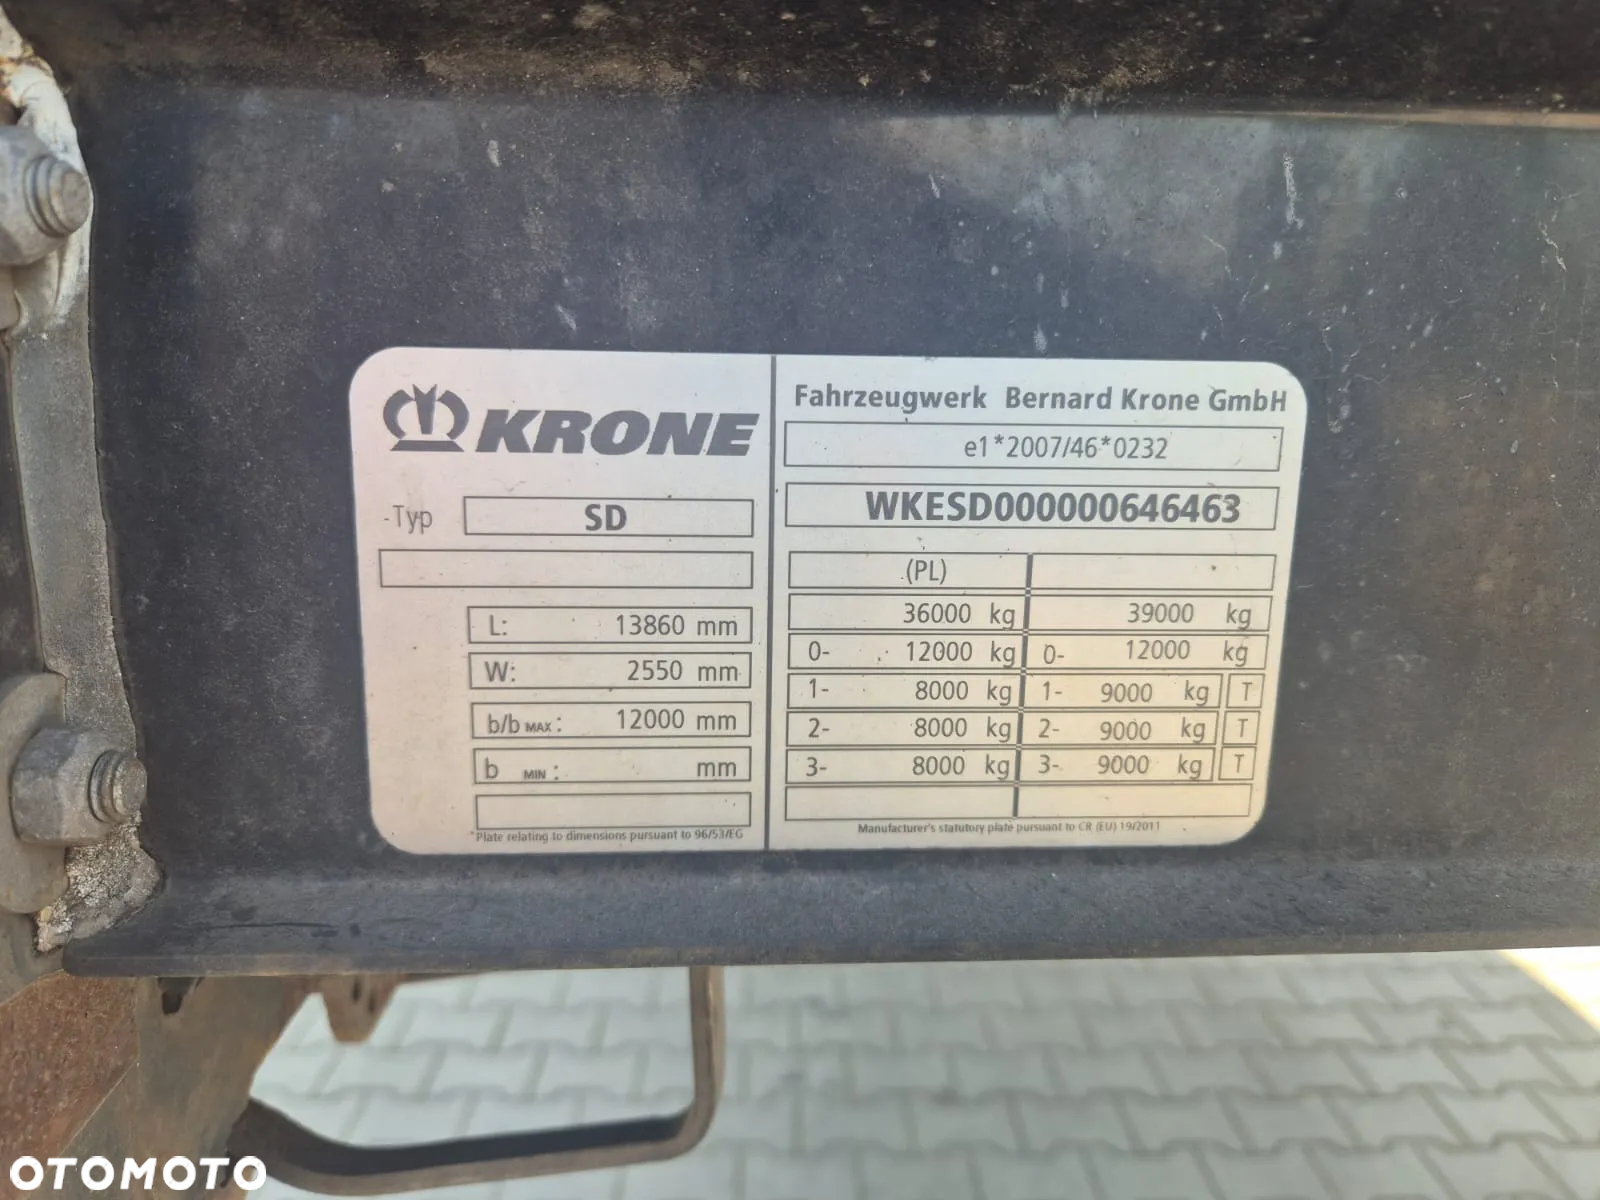 KRONE
Typ SD
L: 13860 mm
W: 2550 mm
b/b MAX : 12000 mm
b MIN : mm
*Plate relating to dimensions pursuant to 96/53/EG
Fahrzeugwerk Bernard Krone GmbH
e1*2007/46*0232
WKESD000000646463
(PL)
36000 kg 39000 kg
0- 12000 kg 0- 12000 kg
1- 8000 kg 1- 9000 kg T
2- 8000 kg 2- 9000 kg T
3- 8000 kg 3- 9000 kg T
Manufacturer's statutory plate pursuant to CR (EU) 19/2011
OTOMOTO